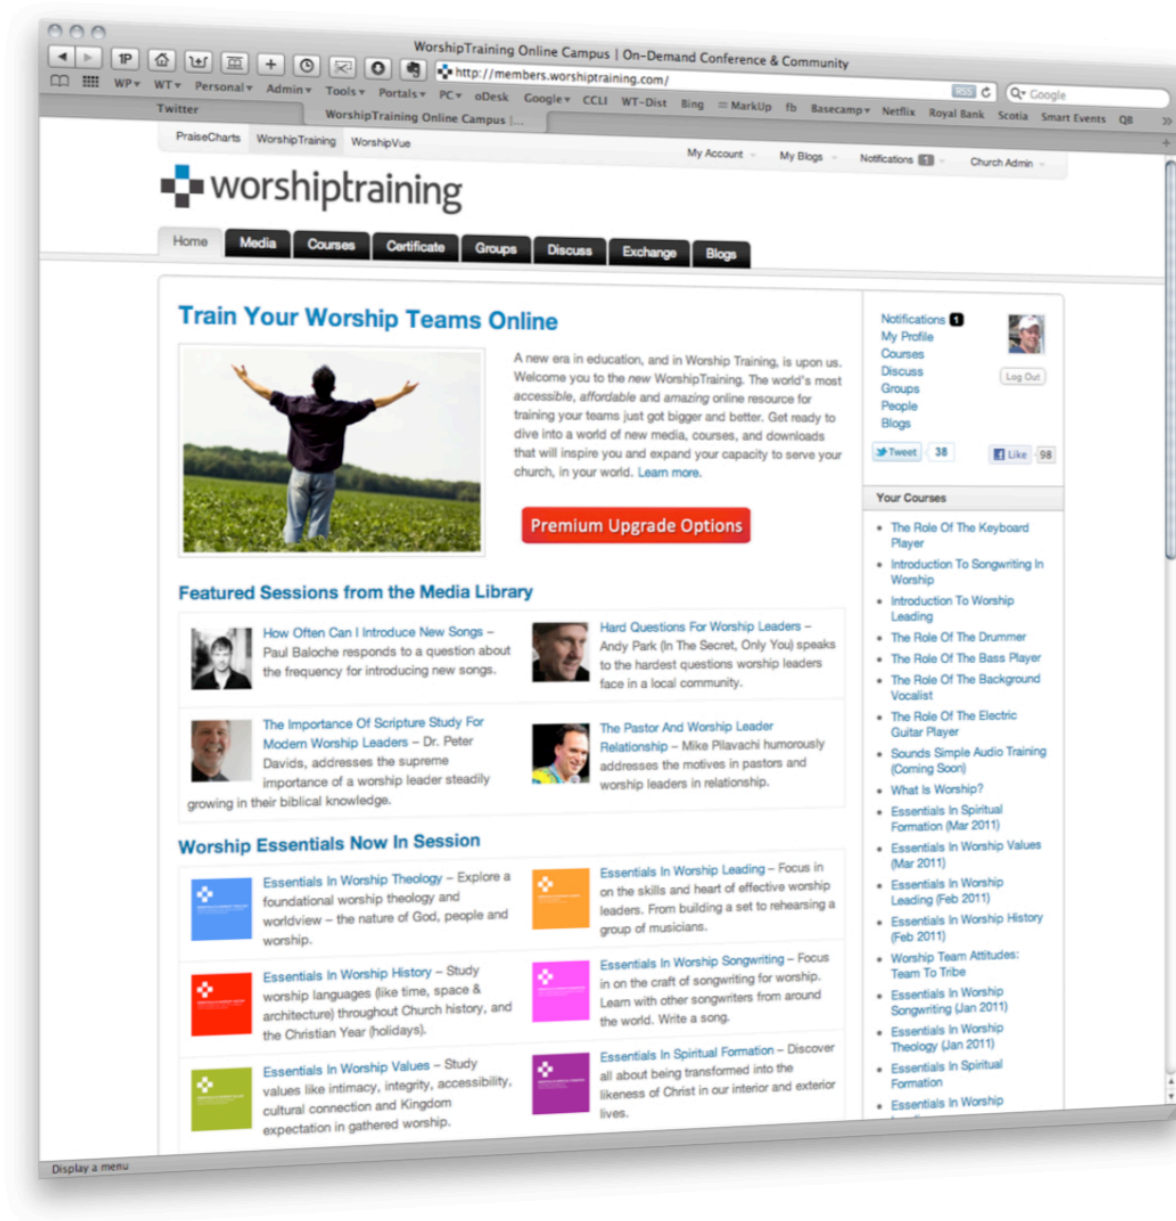 WorshipTraining Online Campus | On-Demand Conference & Community
1P
http://members.worshiptraining.com/
RSS
Google
WP WT Personal Admin Tools Portals PC oDesk Google CCLI WT-Dist Bing MarkUp fb Basecamp Netflix Royal Bank Scotia Smart Events QB
Twitter
WorshipTraining Online Campus |...
PraiseCharts WorshipTraining WorshipVue
My Account My Blogs Notifications 1 Church Admin
worshiptraining
Home Media Courses Certificate Groups Discuss Exchange Blogs
Train Your Worship Teams Online
A new era in education, and in Worship Training, is upon us.
Welcome you to the new WorshipTraining. The world's most
accessible, affordable and amazing online resource for
training your teams just got bigger and better. Get ready to
dive into a world of new media, courses, and downloads
that will inspire you and expand your capacity to serve your
church, in your world. Learn more.
Premium Upgrade Options
Featured Sessions from the Media Library
How Often Can I Introduce New Songs –
Paul Baloche responds to a question about
the frequency for introducing new songs.
Hard Questions For Worship Leaders –
Andy Park (In The Secret, Only You) speaks
to the hardest questions worship leaders
face in a local community.
The Importance Of Scripture Study For
Modern Worship Leaders – Dr. Peter
Davids, addresses the supreme
importance of a worship leader steadily
growing in their biblical knowledge.
The Pastor And Worship Leader
Relationship – Mike Pilavachi humorously
addresses the motives in pastors and
worship leaders in relationship.
Worship Essentials Now In Session
Essentials In Worship Theology – Explore a
foundational worship theology and
worldview – the nature of God, people and
worship.
Essentials In Worship Leading – Focus in
on the skills and heart of effective worship
leaders. From building a set to rehearsing a
group of musicians.
Essentials In Worship History – Study
worship languages (like time, space &
architecture) throughout Church history, and
the Christian Year (holidays).
Essentials In Worship Songwriting – Focus
in on the craft of songwriting for worship.
Learn with other songwriters from around
the world. Write a song.
Essentials In Worship Values – Study
values like intimacy, integrity, accessibility,
cultural connection and Kingdom
expectation in gathered worship.
Essentials In Spiritual Formation – Discover
all about being transformed into the
likeness of Christ in our interior and exterior
lives.
Notifications 1
My Profile
Courses
Discuss
Groups
People
Blogs
Log Out
Tweet 38
Like 98
Your Courses
The Role Of The Keyboard
Player
Introduction To Songwriting In
Worship
Introduction To Worship
Leading
The Role Of The Drummer
The Role Of The Bass Player
The Role Of The Background
Vocalist
The Role Of The Electric
Guitar Player
Sounds Simple Audio Training
(Coming Soon)
What Is Worship?
Essentials In Spiritual
Formation (Mar 2011)
Essentials In Worship Values
(Mar 2011)
Essentials In Worship
Leading (Feb 2011)
Essentials In Worship History
(Feb 2011)
Worship Team Attitudes:
Team To Tribe
Essentials In Worship
Songwriting (Jan 2011)
Essentials In Worship
Theology (Jan 2011)
Essentials In Spiritual
Formation
Essentials In Worship
Display a menu